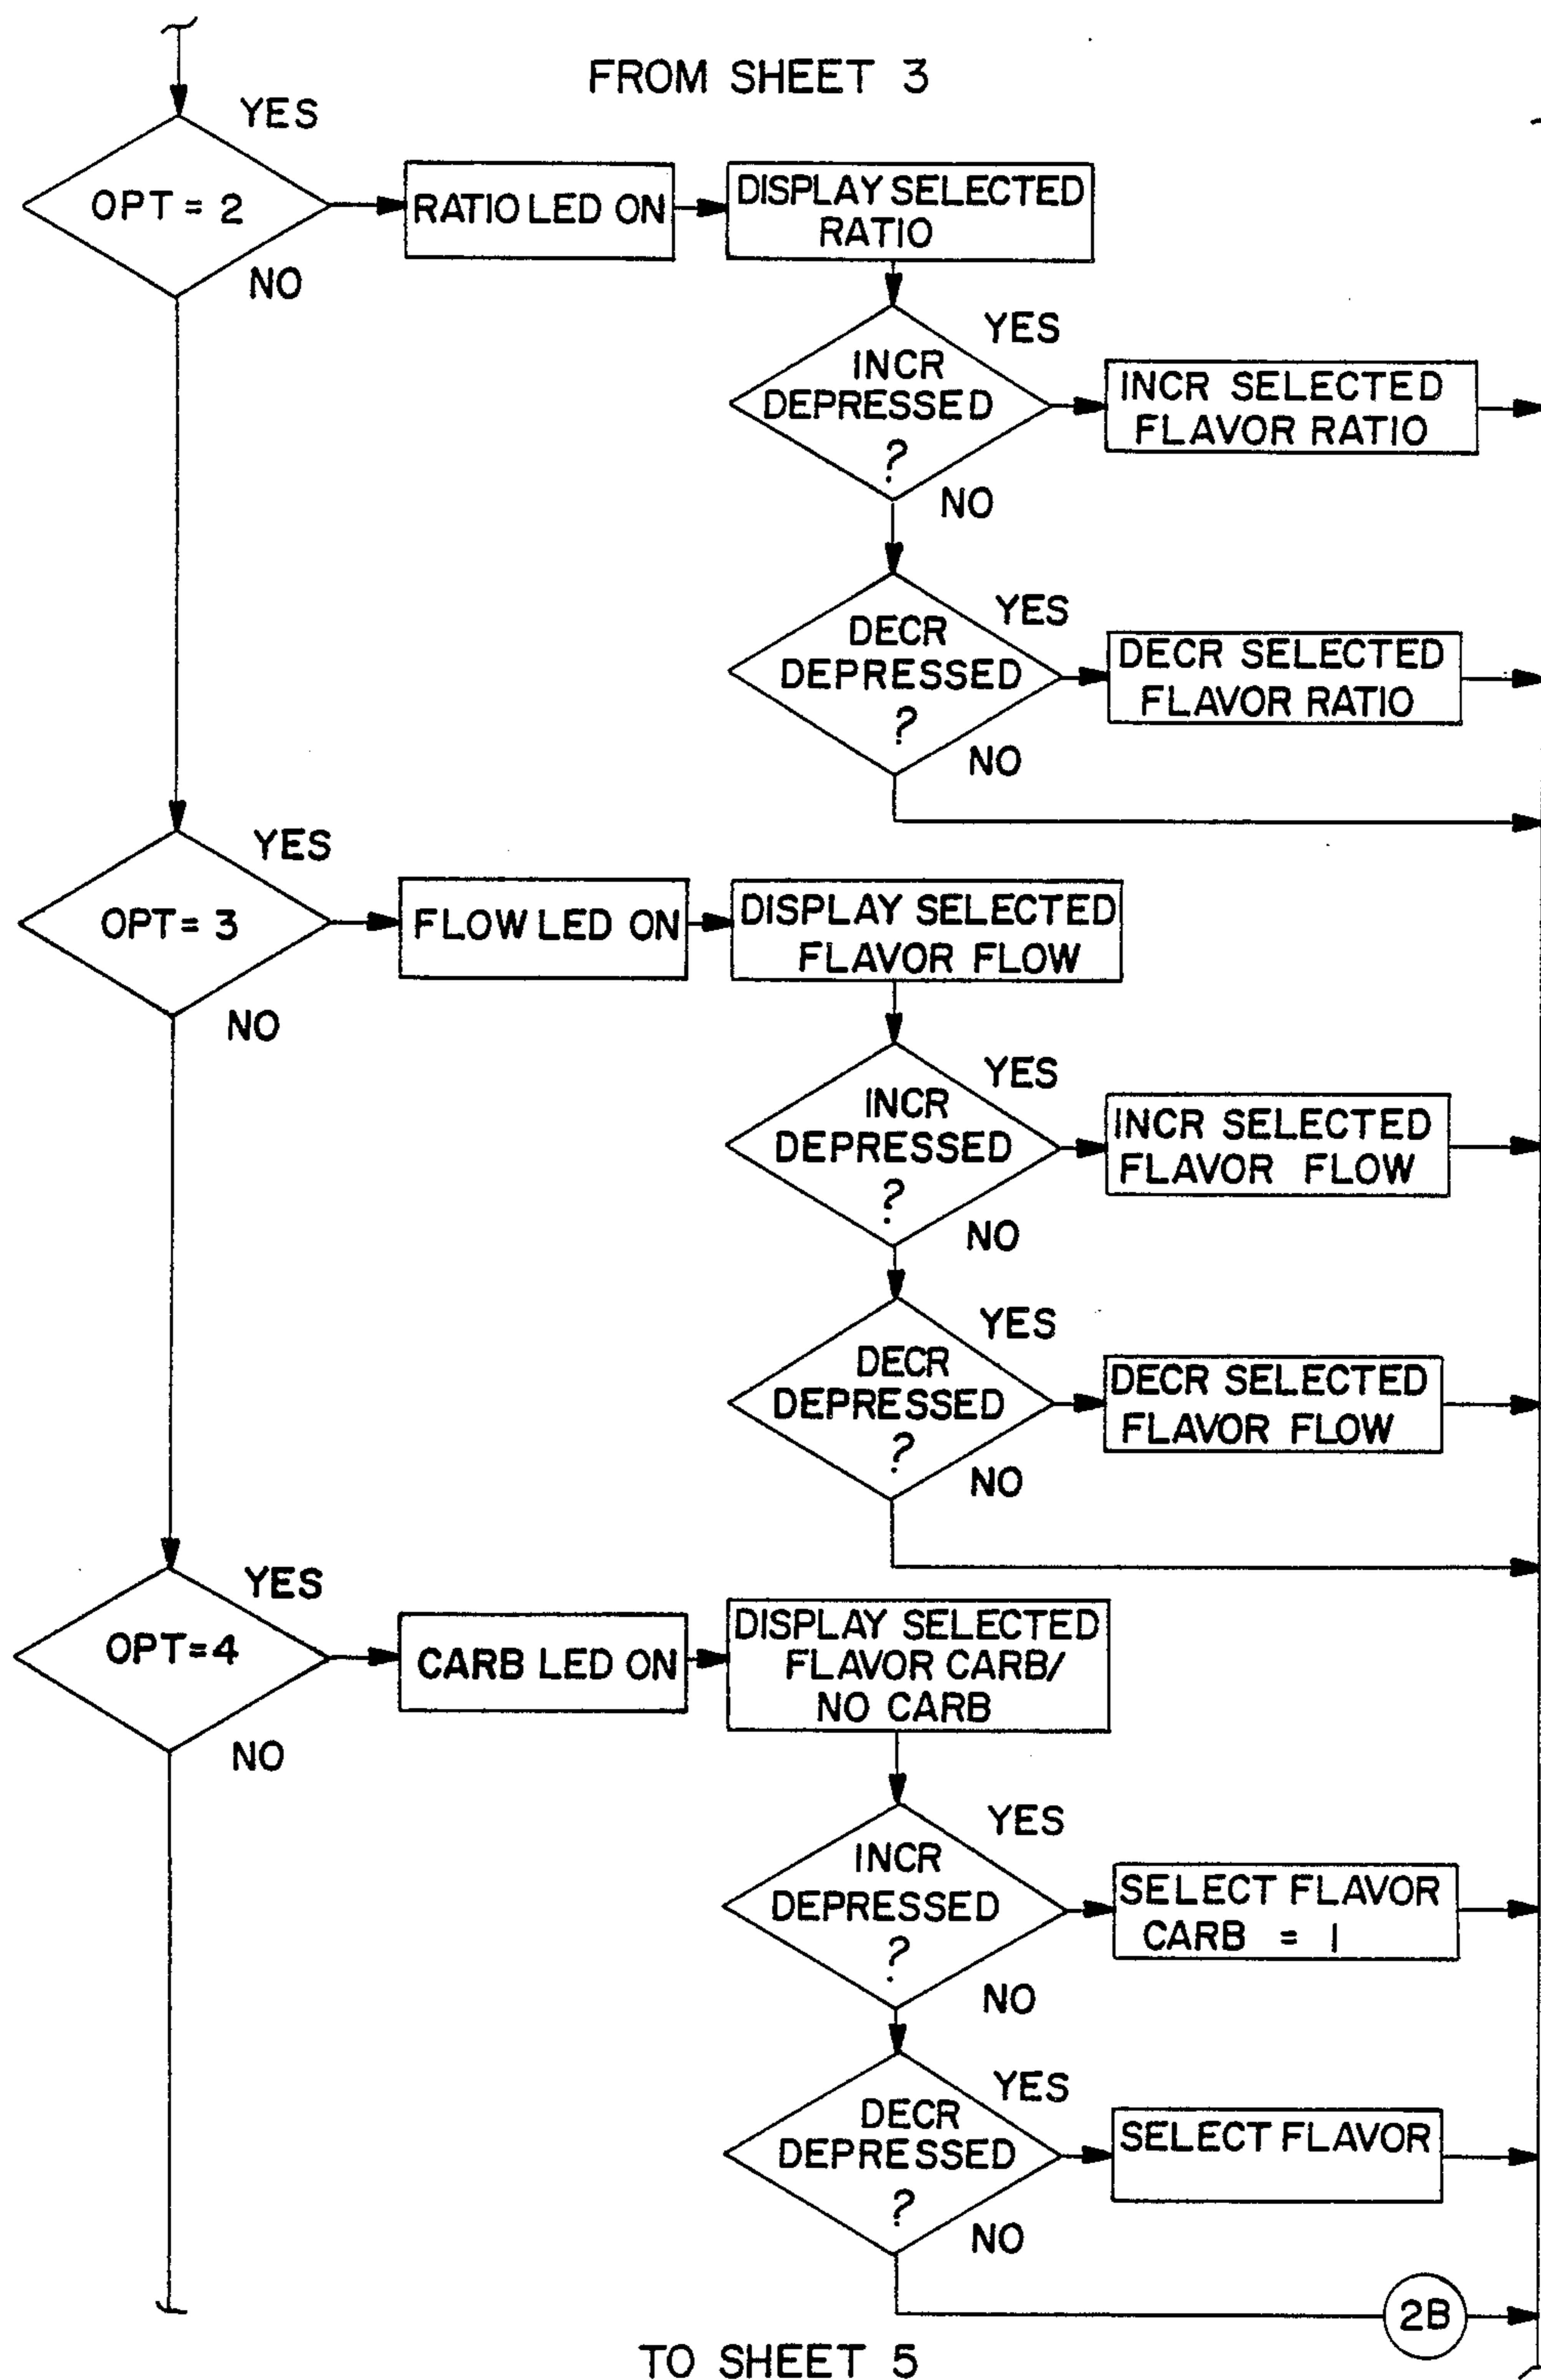 FROM SHEET 3
YES
OPT = 2
NO
RATIO LED ON
DISPLAY SELECTED
RATIO
INCR
DEPRESSED
?
YES
NO
INCR SELECTED
FLAVOR RATIO
DECR
DEPRESSED
?
YES
NO
DECR SELECTED
FLAVOR RATIO
YES
OPT = 3
NO
FLOW LED ON
DISPLAY SELECTED
FLAVOR FLOW
INCR
DEPRESSED
?
YES
NO
INCR SELECTED
FLAVOR FLOW
DECR
DEPRESSED
?
YES
NO
DECR SELECTED
FLAVOR FLOW
YES
OPT=4
NO
CARB LED ON
DISPLAY SELECTED
FLAVOR CARB/
NO CARB
INCR
DEPRESSED
?
YES
NO
SELECT FLAVOR
CARB = 1
DECR
DEPRESSED
?
YES
NO
SELECT FLAVOR
2B
TO SHEET 5